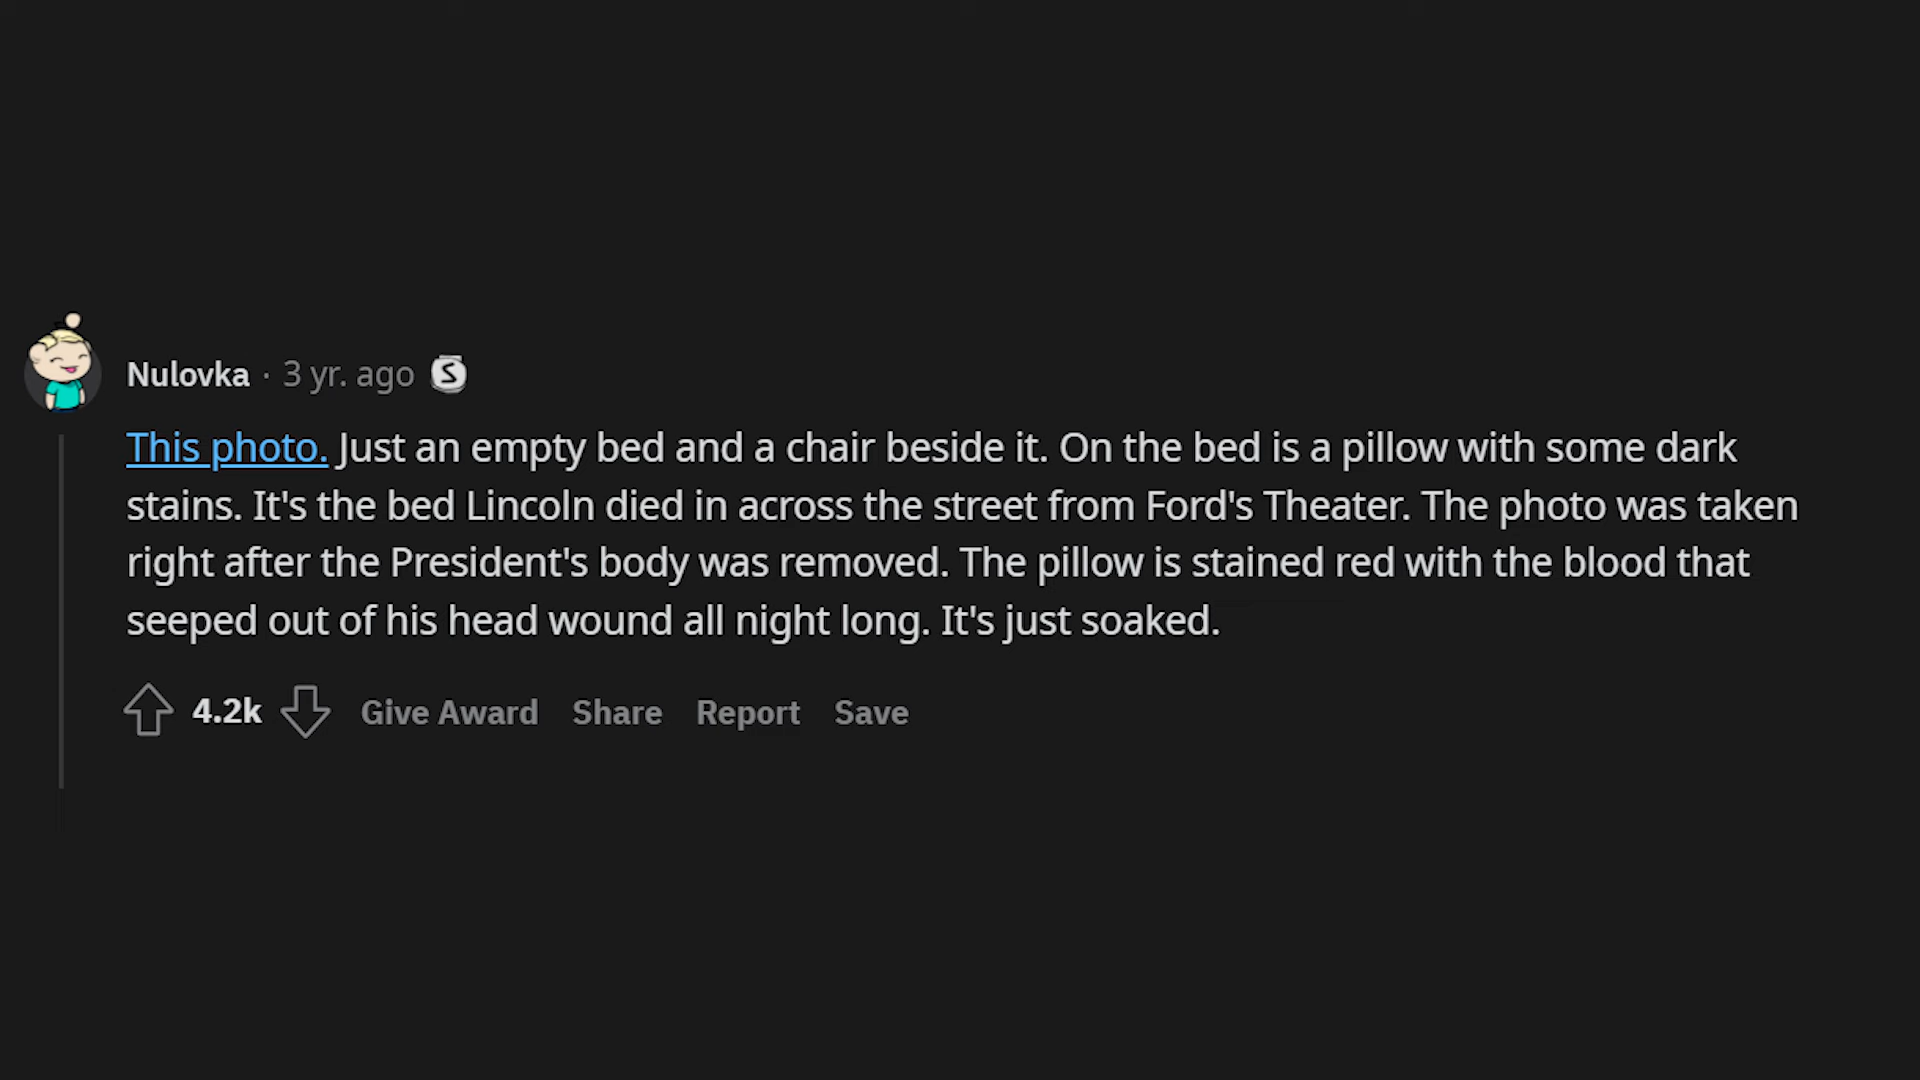 Nulovka · 3 yr. ago S
This photo. Just an empty bed and a chair beside it. On the bed is a pillow with some dark
stains. It's the bed Lincoln died in across the street from Ford's Theater. The photo was taken
right after the President's body was removed. The pillow is stained red with the blood that
seeped out of his head wound all night long. It's just soaked.
4.2k Give Award Share Report Save